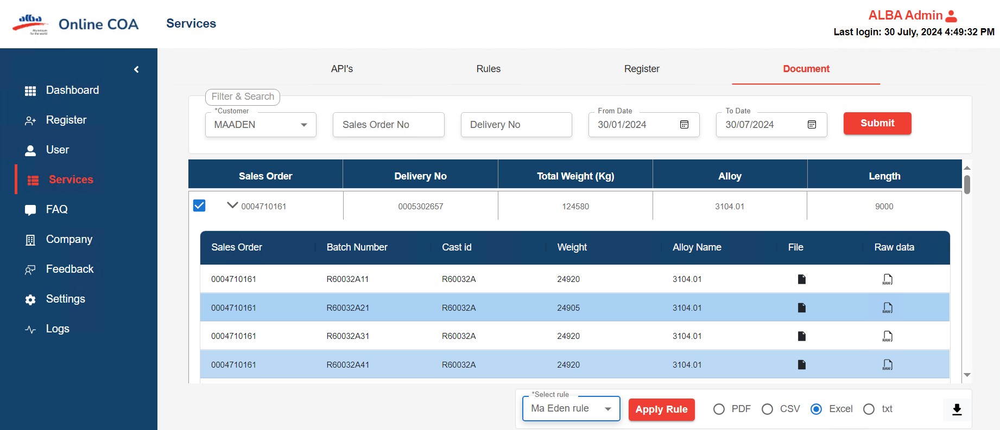 alba
Aluminium
for the world
Online COA
Services
ALBA Admin
Last login: 30 July, 2024 4:49:32 PM
Dashboard
Register
User
Services
FAQ
Company
Feedback
Settings
Logs
API's Rules Register Document
Filter & Search
*Customer From Date To Date
MAADEN Sales Order No Delivery No 30/01/2024 30/07/2024 Submit
Sales Order Delivery No Total Weight (Kg) Alloy Length
0004710161 0005302657 124580 3104.01 9000
Sales Order Batch Number Cast id Weight Alloy Name File Raw data
0004710161 R60032A11 R60032A 24920 3104.01 RAW
0004710161 R60032A21 R60032A 24905 3104.01 RAW
0004710161 R60032A31 R60032A 24920 3104.01 RAW
0004710161 R60032A41 R60032A 24920 3104.01 RAW
*Select rule
Ma Eden rule Apply Rule PDF CSV Excel txt